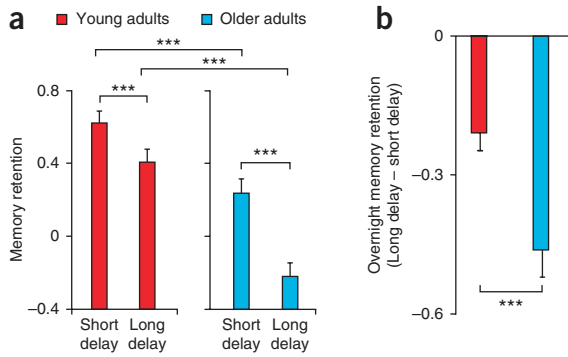 a
Young adults
Older adults
b
***
***
***
***
Memory retention
0.8
0.4
0
–0.4
Short delay
Long delay
Short delay
Long delay
Overnight memory retention
(Long delay – short delay)
0
–0.3
–0.6
***